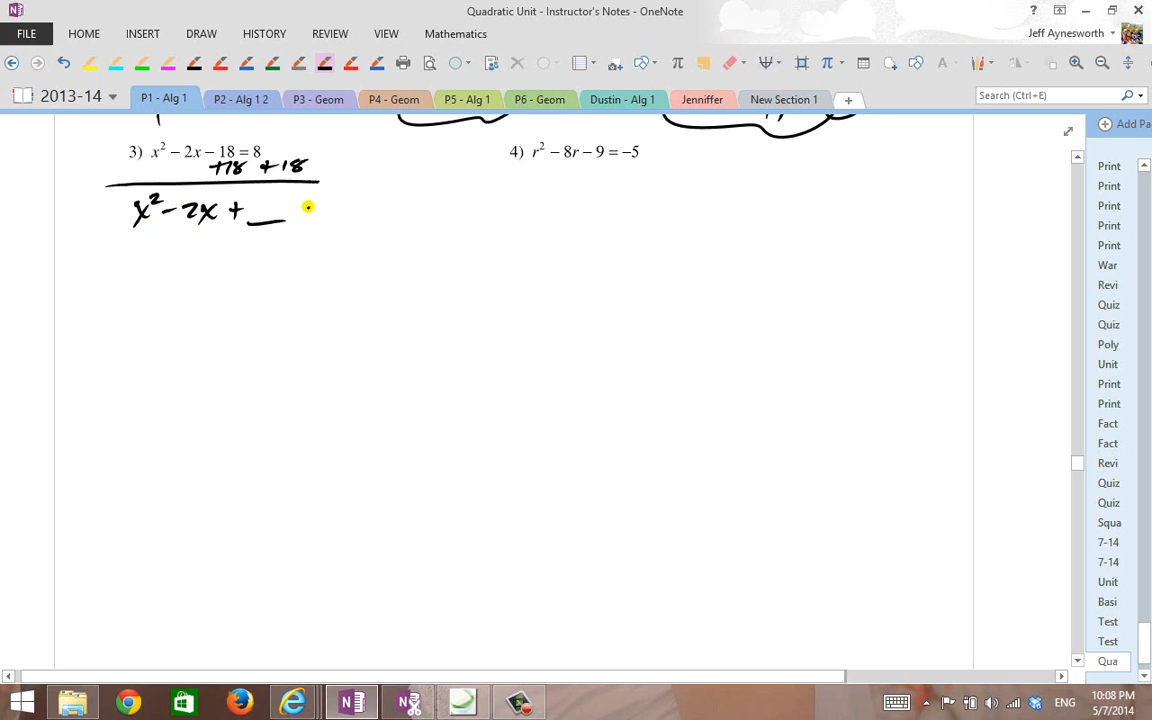 Quadratic Unit - Instructor's Notes - OneNote
FILE HOME INSERT DRAW HISTORY REVIEW VIEW Mathematics
Jeff Aynesworth
2013-14 P1 - Alg 1 P2 - Alg 1 2 P3 - Geom P4 - Geom P5 - Alg 1 P6 - Geom Dustin - Alg 1 Jenniffer New Section 1
Search (Ctrl+E)
Add Pa
3) x² − 2x − 18 = 8
+18 +18
x² − 2x + __
4) r² − 8r − 9 = −5
Print
Print
Print
Print
Print
War
Revi
Quiz
Quiz
Poly
Unit
Print
Print
Fact
Fact
Revi
Quiz
Quiz
Squa
7-14
7-14
Unit
Basi
Test
Test
Qua
ENG
10:08 PM
5/7/2014